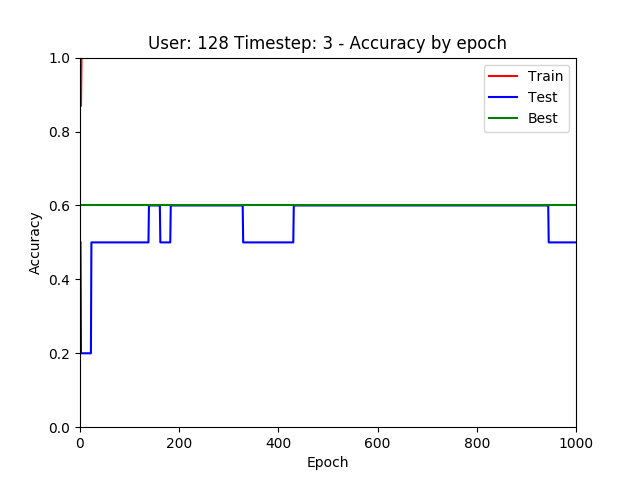 User: 128 Timestep: 3 - Accuracy by epoch
1.0
0.8
0.6
0.4
0.2
0.0
Accuracy
Train
Test
Best
0 200 400 600 800 1000
Epoch